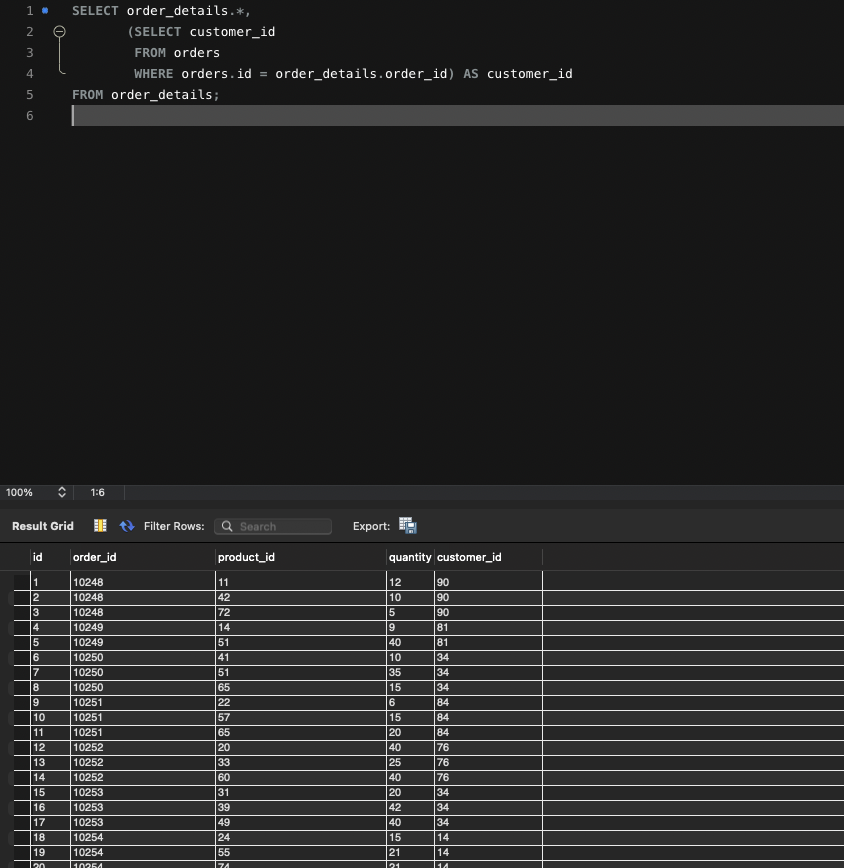 1 SELECT order_details.*,
2 (SELECT customer_id
3 FROM orders
4 WHERE orders.id = order_details.order_id) AS customer_id
5 FROM order_details;
6
100% 1:6
Result Grid Filter Rows: Search Export:
id order_id product_id quantity customer_id
1 10248 11 12 90
2 10248 42 10 90
3 10248 72 5 90
4 10249 14 9 81
5 10249 51 40 81
6 10250 41 10 34
7 10250 51 35 34
8 10250 65 15 34
9 10251 22 6 84
10 10251 57 15 84
11 10251 65 20 84
12 10252 20 40 76
13 10252 33 25 76
14 10252 60 40 76
15 10253 31 20 34
16 10253 39 42 34
17 10253 49 40 34
18 10254 24 15 14
19 10254 55 21 14
20 10254 74 21 14